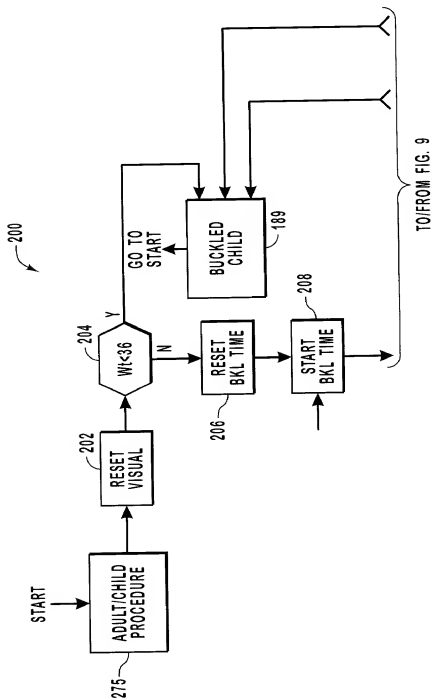 200
START
275
ADULT/CHILD
PROCEDURE
202
RESET
VISUAL
204
Wt<36
Y
N
GO TO
START
BUCKLED
CHILD
189
206
RESET
BKL TIME
208
START
BKL TIME
TO/FROM FIG. 9